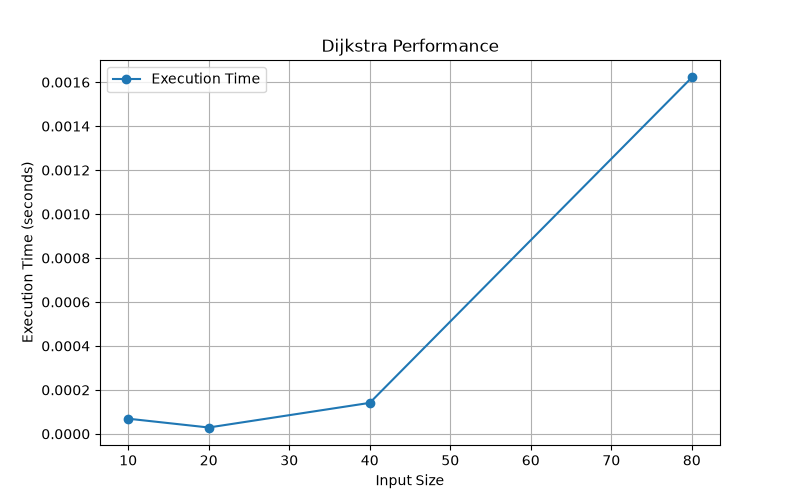 Dijkstra Performance
Execution Time
0.0016
0.0014
0.0012
0.0010
0.0008
0.0006
0.0004
0.0002
0.0000
Execution Time (seconds)
10 20 30 40 50 60 70 80
Input Size